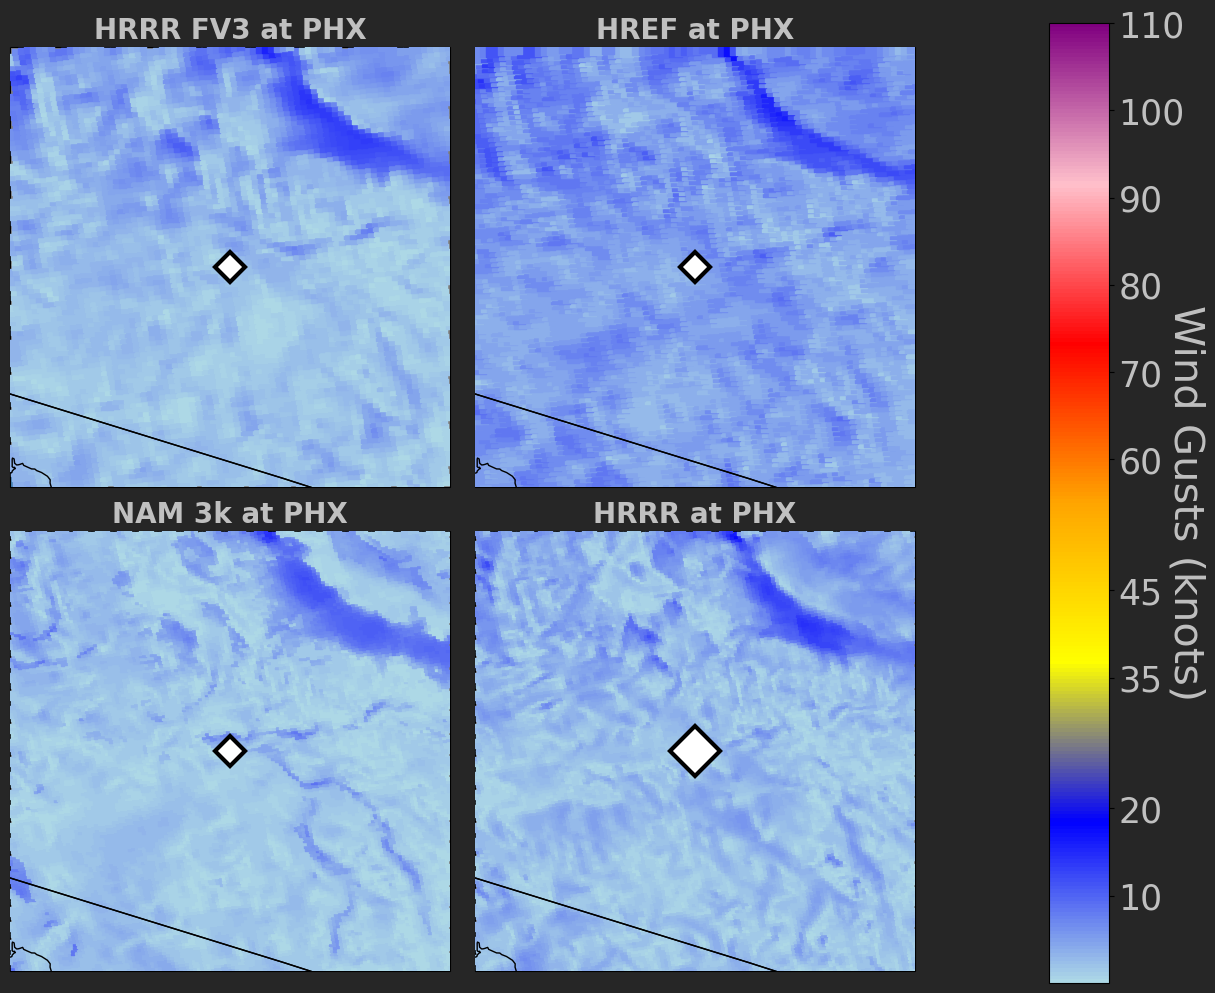 HRRR FV3 at PHX
HREF at PHX
NAM 3k at PHX
HRRR at PHX
110
100
90
80
70
60
45
35
20
10
Wind Gusts (knots)